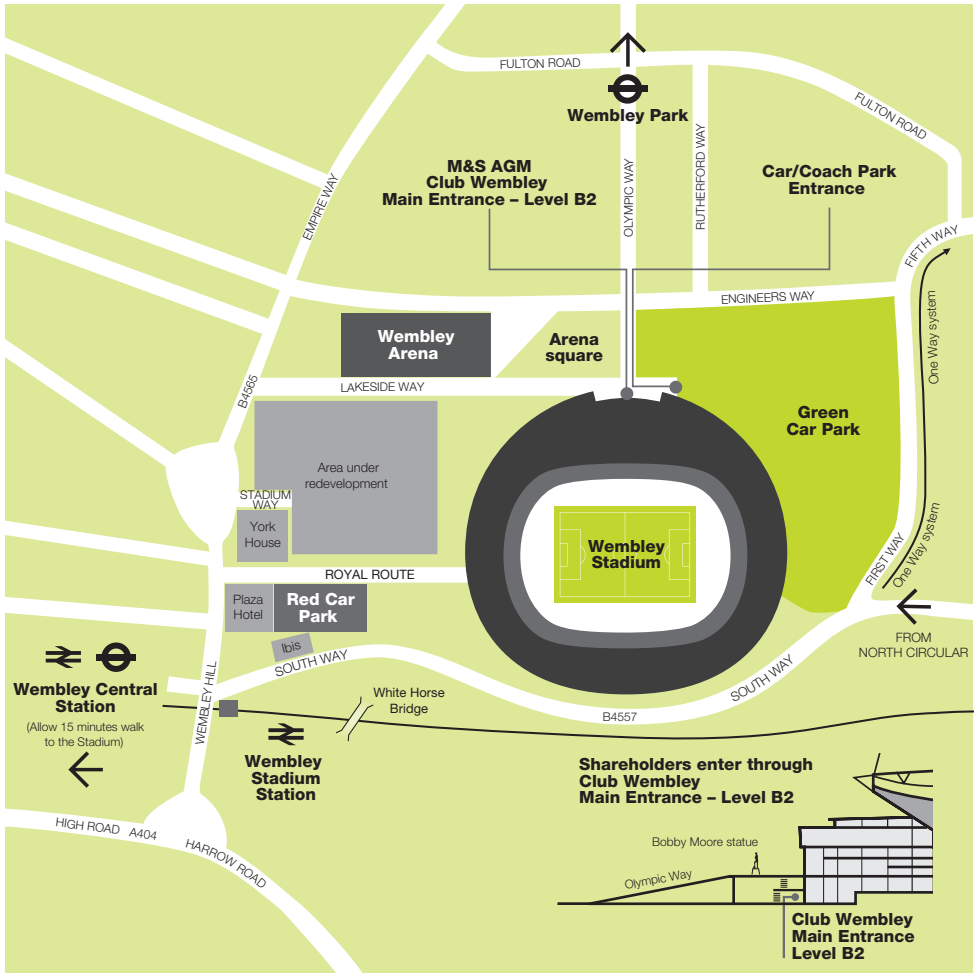 FULTON ROAD
Wembley Park
FULTON ROAD
M&S AGM
Club Wembley
Main Entrance – Level B2
Car/Coach Park
Entrance
EMPIRE WAY
OLYMPIC WAY
RUTHERFORD WAY
FIFTH WAY
ENGINEERS WAY
One Way system
Wembley
Arena
Arena
square
LAKESIDE WAY
B4565
Green
Car Park
Area under
redevelopment
STADIUM
WAY
York
House
Wembley
Stadium
FIRST WAY
One Way system
ROYAL ROUTE
Plaza
Hotel
Red Car
Park
Ibis
SOUTH WAY
FROM
NORTH CIRCULAR
WEMBLEY HILL
Wembley Central
Station
(Allow 15 minutes walk
to the Stadium)
White Horse
Bridge
SOUTH WAY
B4557
Wembley
Stadium
Station
HIGH ROAD A404
HARROW ROAD
Shareholders enter through
Club Wembley
Main Entrance – Level B2
Bobby Moore statue
Olympic Way
Club Wembley
Main Entrance
Level B2